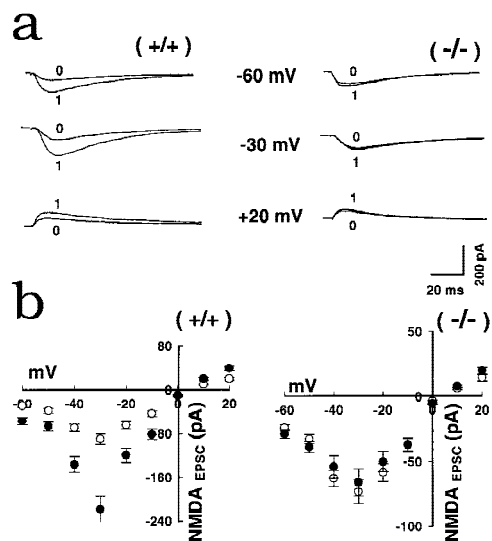 a
(+/+) (-/-)
0 -60 mV 0
1 1
0 -30 mV 0
1 1
1 +20 mV 1
0 0
200 pA
20 ms
b
(+/+) (-/-)
80 50
mV
0 0
-60 -40 -20 0 20 -60 -40 -20 0 20
-80 -50
-160
-240 -100
NMDA EPSC (pA) NMDA EPSC (pA)